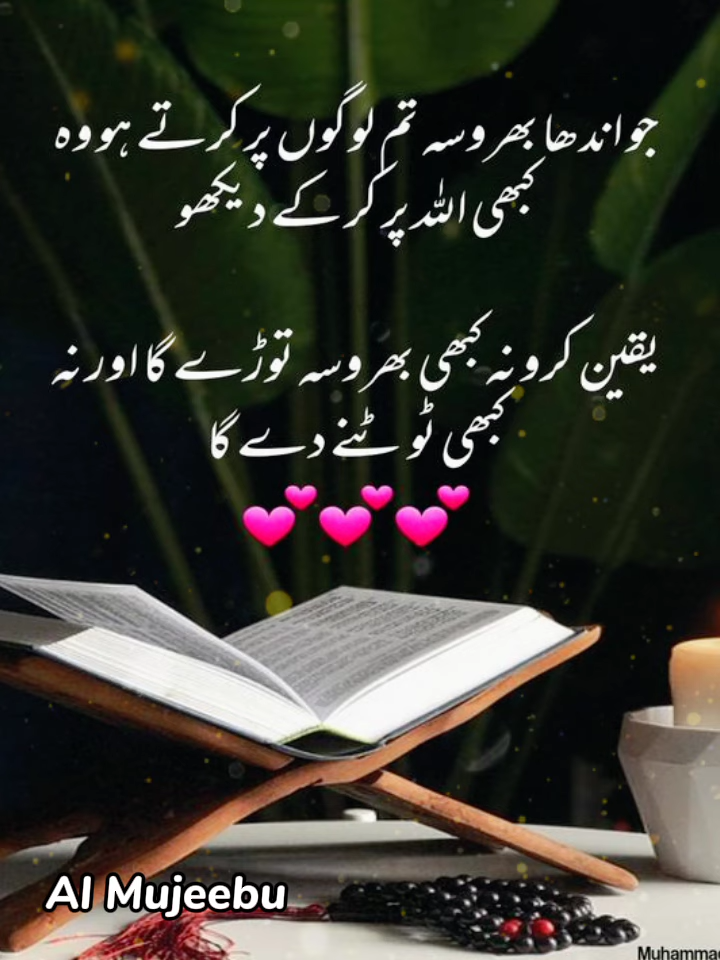 جو اندھا بھروسہ تم لوگوں پر کرتے ہو وہ
کبھی اللہ پر کر کے دیکھو
یقین کرو نہ کبھی بھروسہ توڑے گا اور نہ
کبھی ٹوٹنے دے گا
💕💕💕
Al Mujeebu
Muhammad